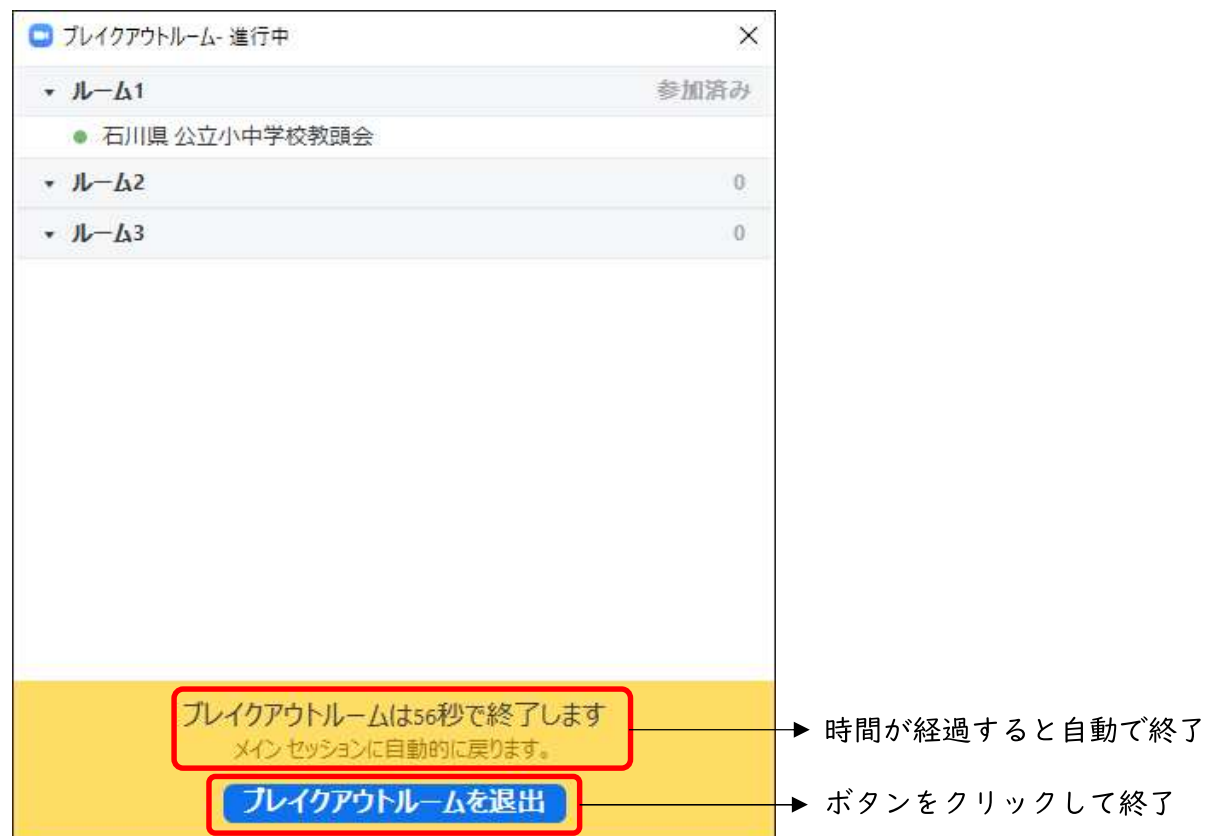 ブレイクアウトルーム- 進行中
ルーム1 参加済み
石川県 公立小中学校教頭会
ルーム2 0
ルーム3 0
ブレイクアウトルームは56秒で終了します
メイン セッションに自動的に戻ります。
時間が経過すると自動で終了
ブレイクアウトルームを退出
ボタンをクリックして終了